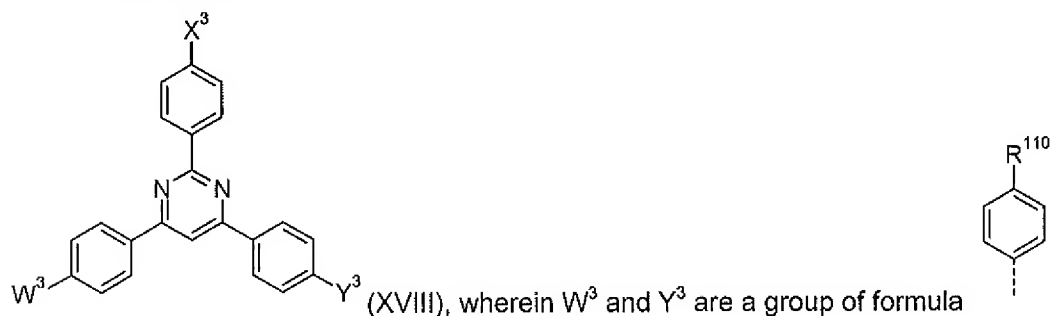 X³
R¹¹⁰
N N
W³ Y³ (XVIII), wherein W³ and Y³ are a group of formula